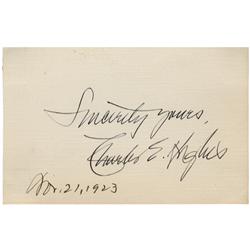 Sincerely yours,
Charles E. Hughes
Nov. 21, 1923